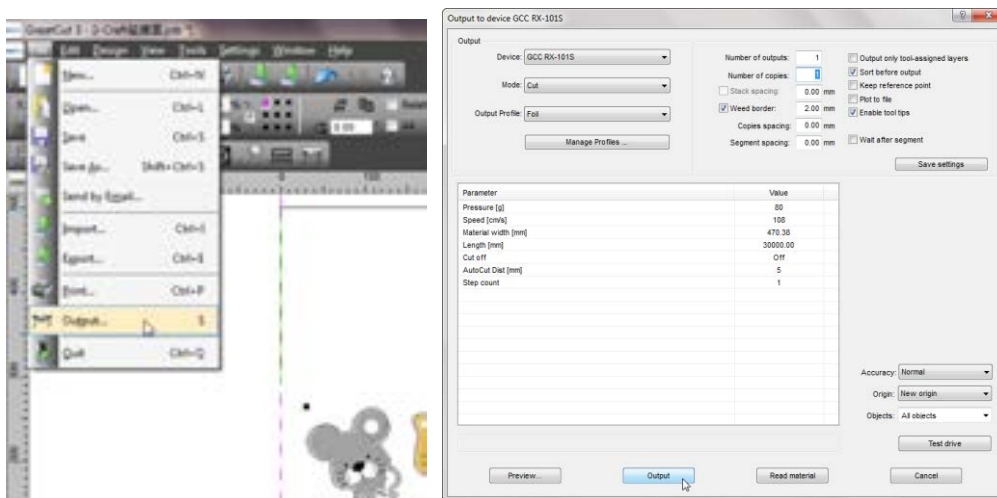 GreatCut 3 - D-Craft
Edit Design View Tools Settings Window Help
New... Ctrl+N
Open... Ctrl+L
Save Ctrl+S
Save As... Shift+Ctrl+S
Send by Email...
Import... Ctrl+I
Export... Ctrl+E
Print... Ctrl+P
Output... 5
Quit Ctrl+Q
0.00
100
Output to device GCC RX-101S
Output
Device: GCC RX-101S
Mode: Cut
Output Profile: Foil
Manage Profiles ...
Number of outputs: 1
Number of copies: 1
Stack spacing: 0.00 mm
Weed border: 2.00 mm
Copies spacing: 0.00 mm
Segment spacing: 0.00 mm
Output only tool-assigned layers
Sort before output
Keep reference point
Plot to file
Enable tool tips
Wait after segment
Save settings
Parameter Value
Pressure [g] 80
Speed [cm/s] 108
Material width [mm] 470.38
Length [mm] 30000.00
Cut off Off
AutoCut Dist [mm] 5
Step count 1
Accuracy: Normal
Origin: New origin
Objects: All objects
Test drive
Preview... Output Read material Cancel